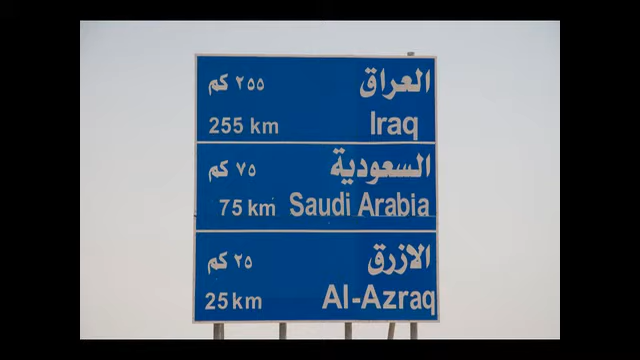 العراق ٢٥٥ كم
255 km Iraq
السعودية ٧٥ كم
75 km Saudi Arabia
الازرق ٢٥ كم
25 km Al-Azraq